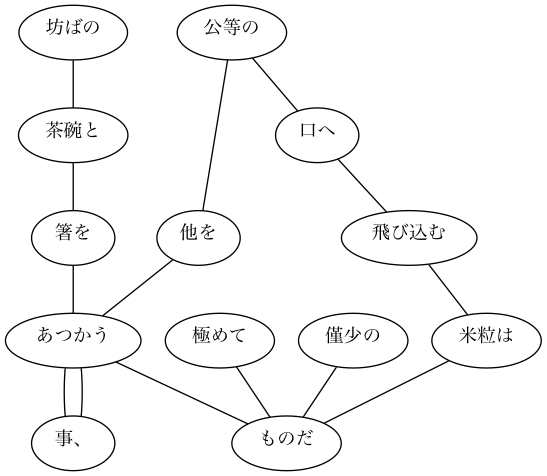 坊ばの
公等の
茶碗と
口へ
箸を
他を
飛び込む
あつかう
極めて
僅少の
米粒は
事、
ものだ